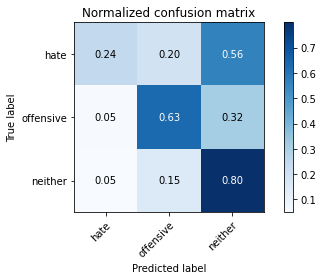 Normalized confusion matrix
hate 0.24 0.20 0.56
offensive 0.05 0.63 0.32
neither 0.05 0.15 0.80
hate offensive neither
True label
Predicted label
0.7
0.6
0.5
0.4
0.3
0.2
0.1